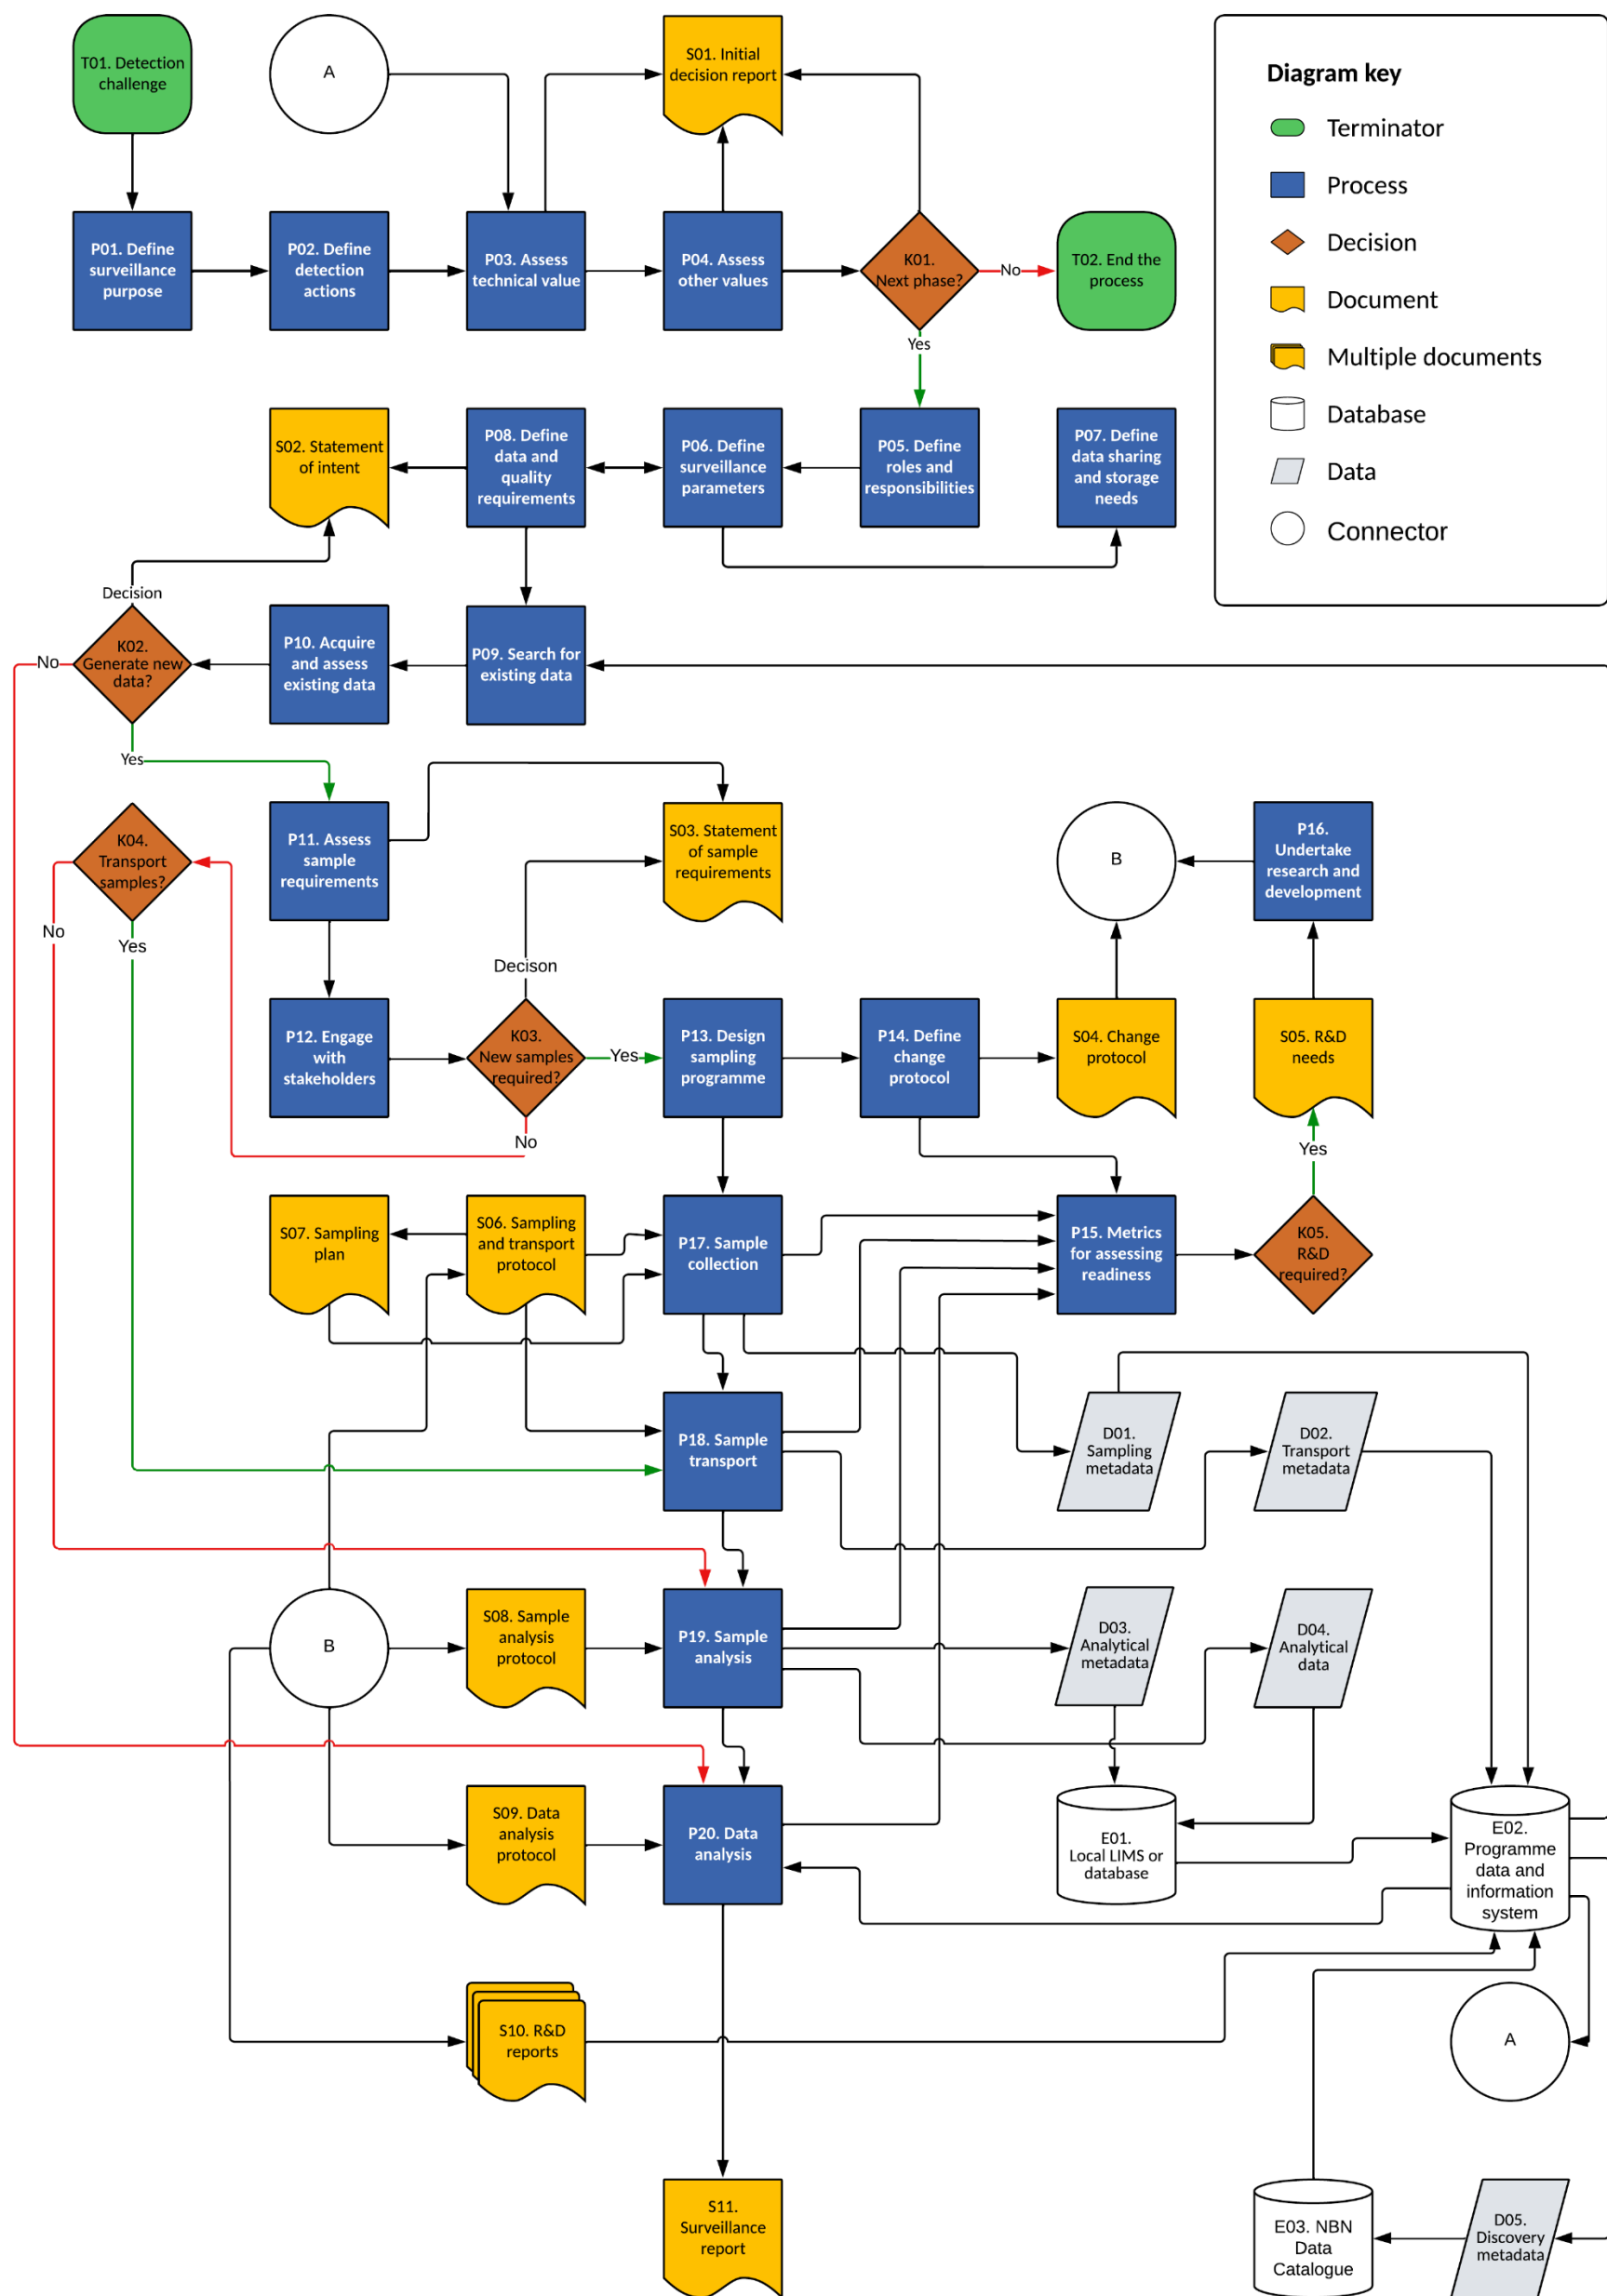 T01. Detection
challenge
A
S01. Initial
decision report
Diagram key
Terminator
Process
Decision
Document
Multiple documents
Database
Data
Connector
P01. Define
surveillance
purpose
P02. Define
detection
actions
P03. Assess
technical value
P04. Assess
other values
K01.
Next phase?
No
T02. End the
process
Yes
S02. Statement
of intent
P08. Define
data and
quality
requirements
P06. Define
surveillance
parameters
P05. Define
roles and
responsibilities
P07. Define
data sharing
and storage
needs
Decision
No
K02.
Generate new
data?
P10. Acquire
and assess
existing data
P09. Search for
existing data
Yes
K04.
Transport
samples?
P11. Assess
sample
requirements
S03. Statement
of sample
requirements
B
P16.
Undertake
research and
development
No
Yes
Decison
P12. Engage
with
stakeholders
K03.
New samples
required?
Yes
P13. Design
sampling
programme
P14. Define
change
protocol
S04. Change
protocol
S05. R&D
needs
No
Yes
S07. Sampling
plan
S06. Sampling
and transport
protocol
P17. Sample
collection
P15. Metrics
for assessing
readiness
K05.
R&D
required?
P18. Sample
transport
D01.
Sampling
metadata
D02.
Transport
metadata
B
S08. Sample
analysis
protocol
P19. Sample
analysis
D03.
Analytical
metadata
D04.
Analytical
data
S09. Data
analysis
protocol
P20. Data
analysis
E01.
Local LIMS or
database
E02.
Programme
data and
information
system
S10. R&D
reports
A
S11.
Surveillance
report
E03. NBN
Data
Catalogue
D05.
Discovery
metadata